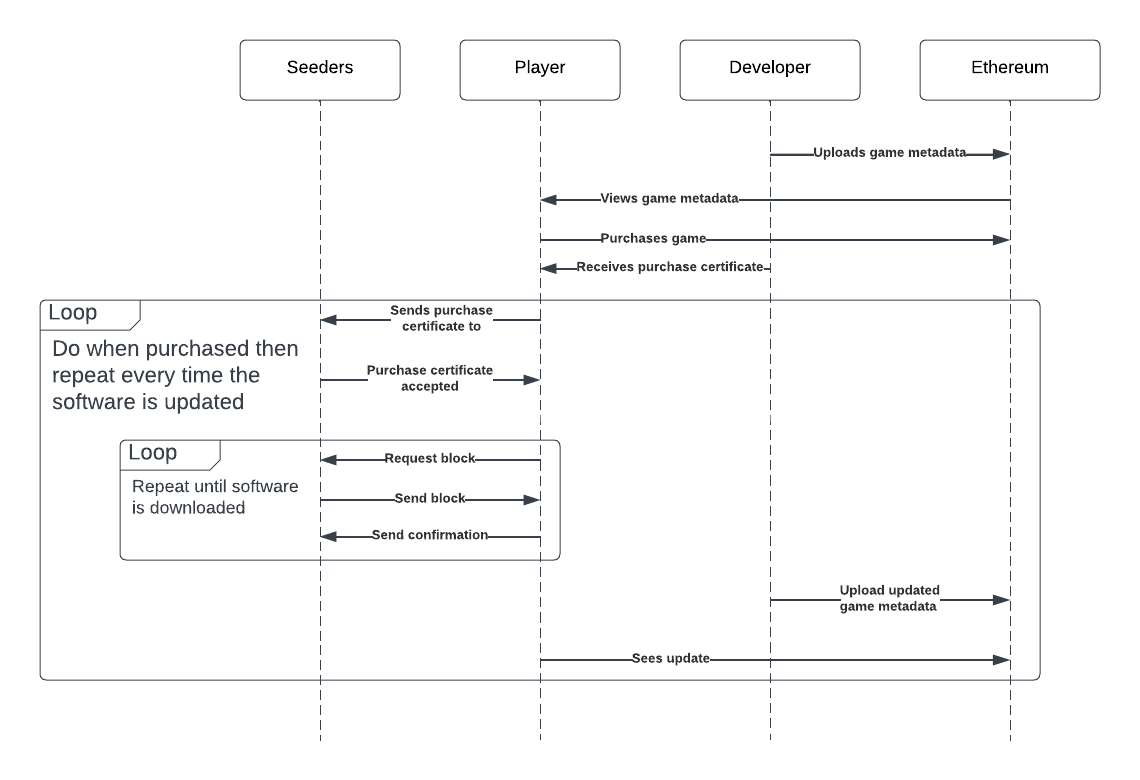 Seeders
Player
Developer
Ethereum
Uploads game metadata
Views game metadata
Purchases game
Receives purchase certificate
Loop
Do when purchased then
repeat every time the
software is updated
Sends purchase
certificate to
Purchase certificate
accepted
Loop
Repeat until software
is downloaded
Request block
Send block
Send confirmation
Upload updated
game metadata
Sees update